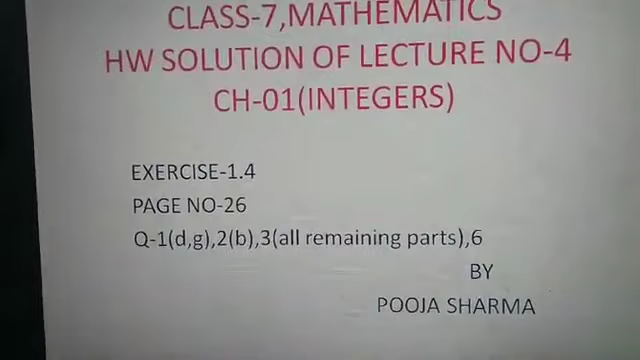 CLASS-7,MATHEMATICS
HW SOLUTION OF LECTURE NO-4
CH-01(INTEGERS)
EXERCISE-1.4
PAGE NO-26
Q-1(d,g),2(b),3(all remaining parts),6
BY
POOJA SHARMA